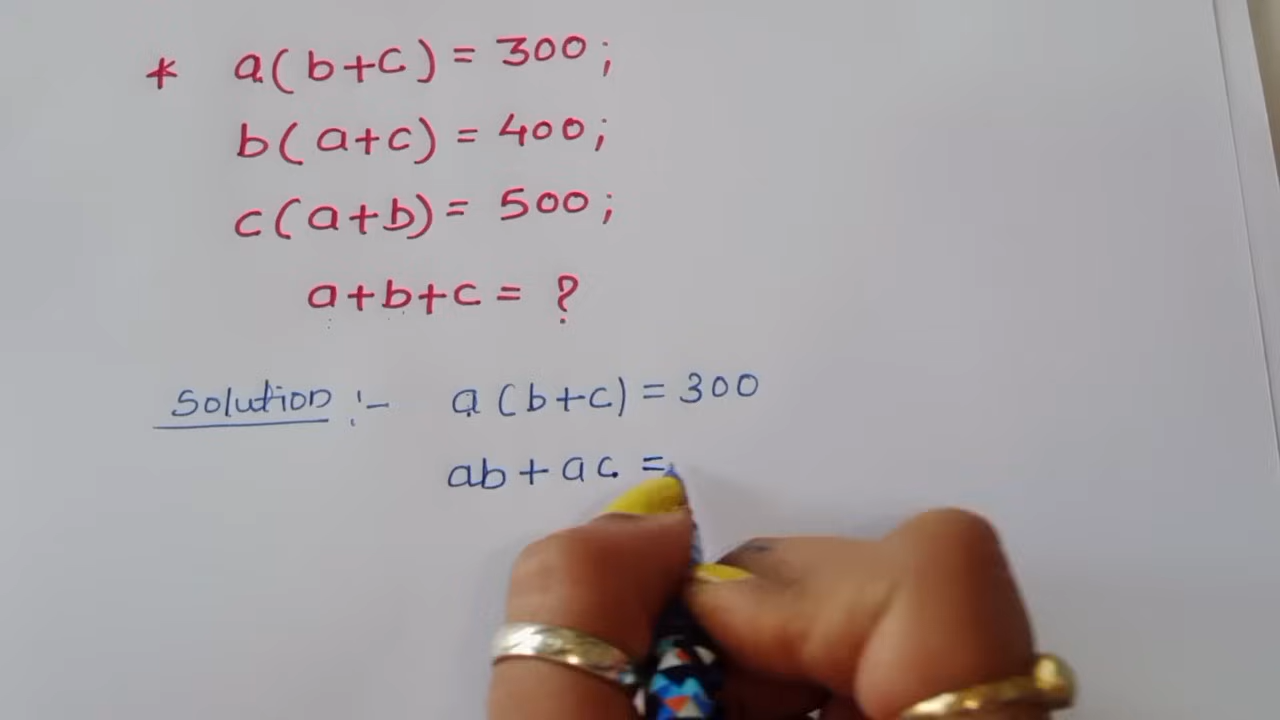 * a(b+c) = 300;
b(a+c) = 400;
c(a+b) = 500;
a+b+c = ?
Solution :- a(b+c) = 300
ab + ac =